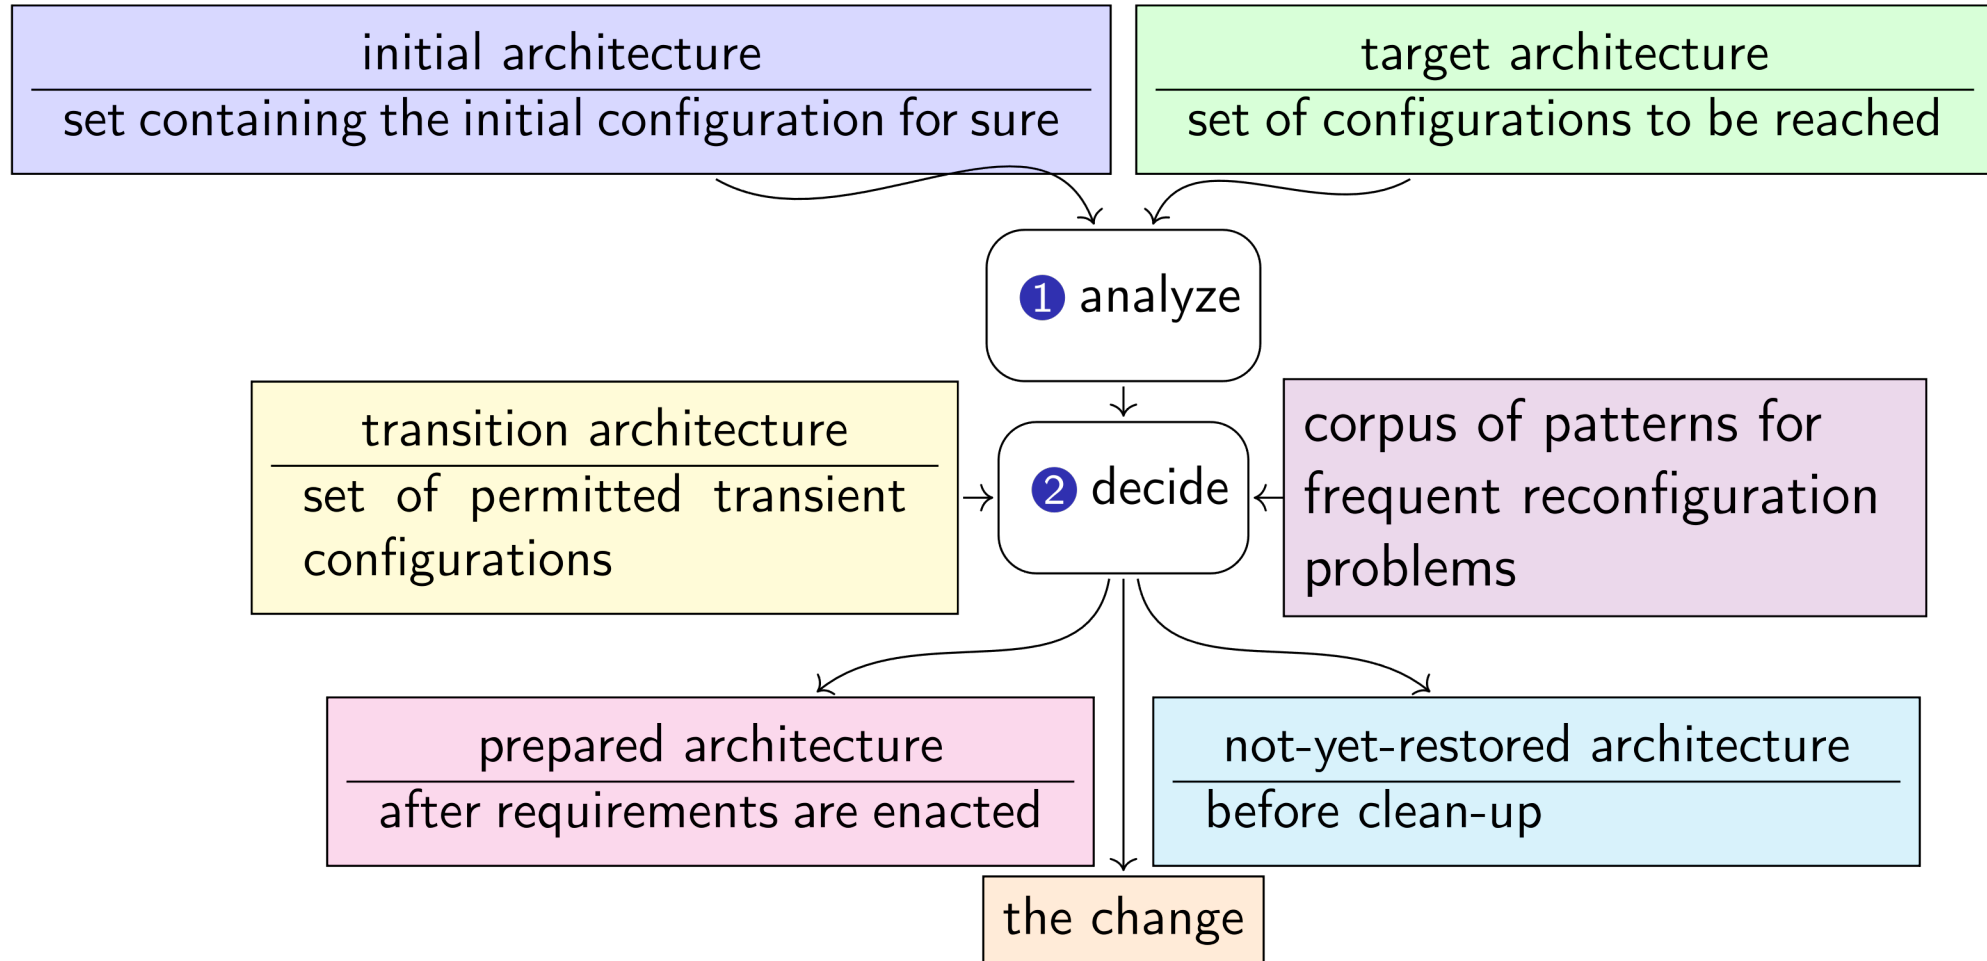 initial architecture
set containing the initial configuration for sure
target architecture
set of configurations to be reached
1 analyze
transition architecture
set of permitted transient
configurations
2 decide
corpus of patterns for
frequent reconfiguration
problems
prepared architecture
after requirements are enacted
not-yet-restored architecture
before clean-up
the change